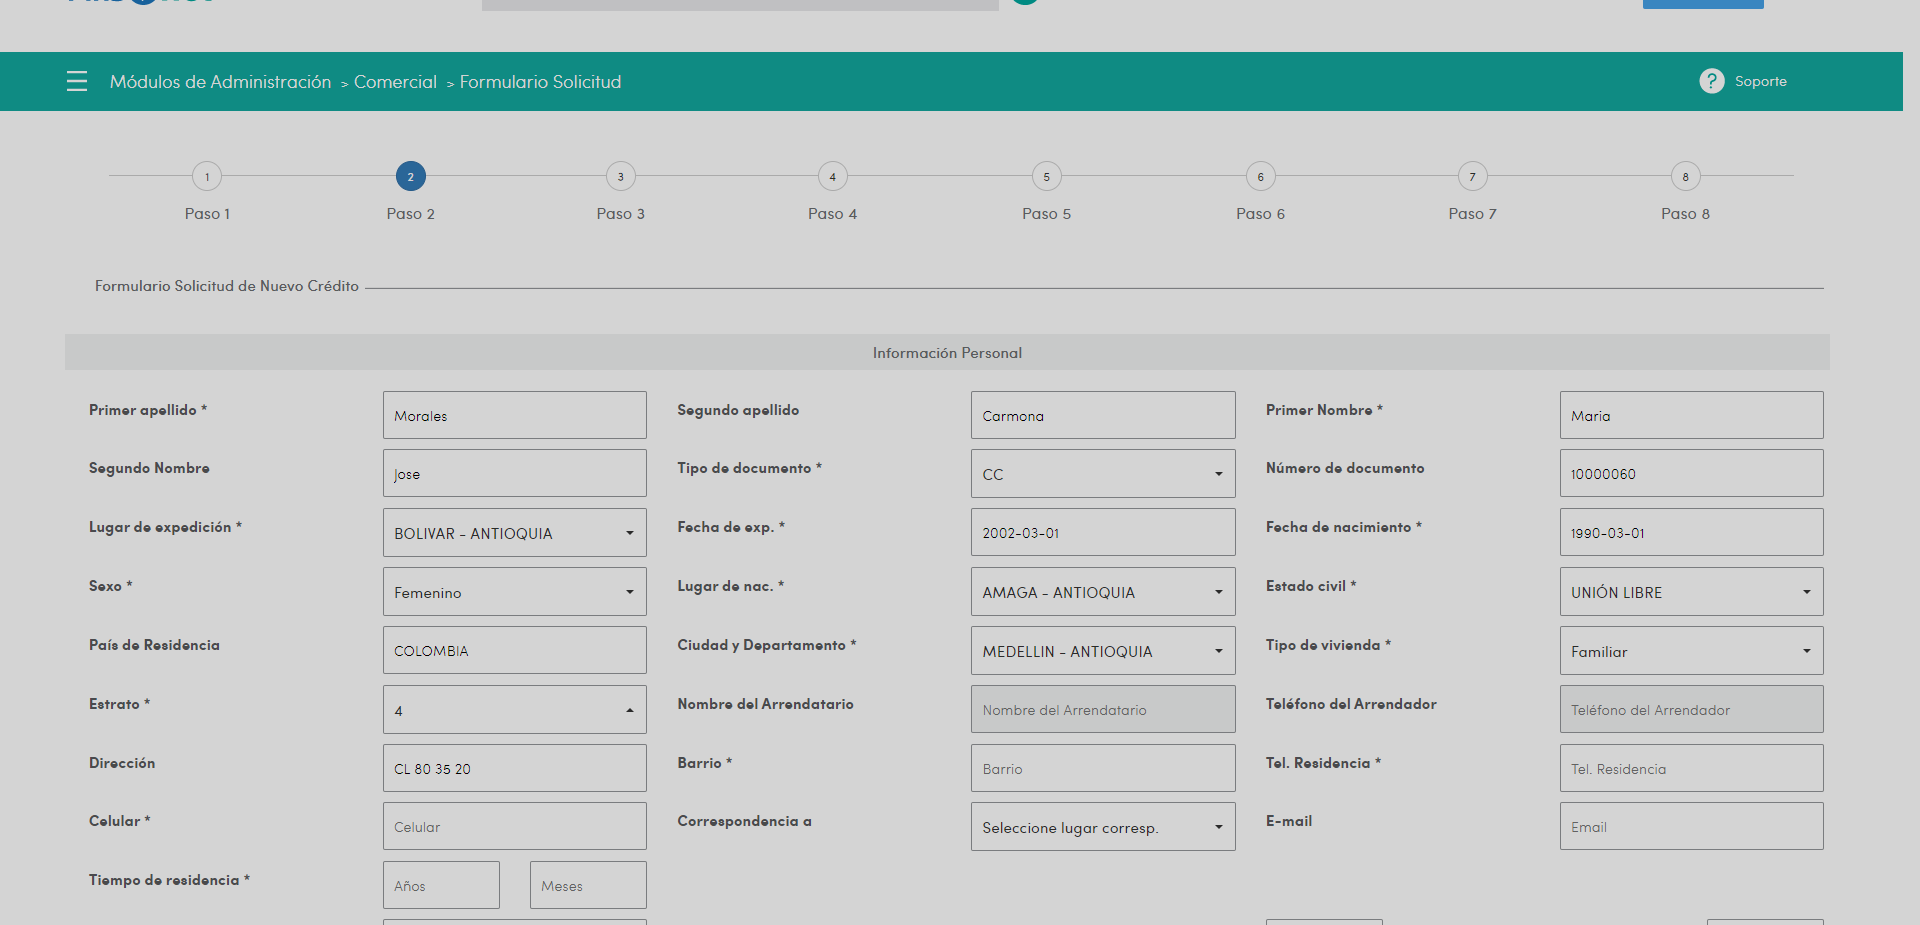 Módulos de Administración > Comercial > Formulario Solicitud
? Soporte
1 2 3 4 5 6 7 8
Paso 1 Paso 2 Paso 3 Paso 4 Paso 5 Paso 6 Paso 7 Paso 8
Formulario Solicitud de Nuevo Crédito
Información Personal
Primer apellido * Morales Segundo apellido Carmona Primer Nombre * Maria
Segundo Nombre Jose Tipo de documento * CC Número de documento 10000060
Lugar de expedición * BOLIVAR - ANTIOQUIA Fecha de exp. * 2002-03-01 Fecha de nacimiento * 1990-03-01
Sexo * Femenino Lugar de nac. * AMAGA - ANTIOQUIA Estado civil * UNIÓN LIBRE
País de Residencia COLOMBIA Ciudad y Departamento * MEDELLIN - ANTIOQUIA Tipo de vivienda * Familiar
Estrato * 4 Nombre del Arrendatario Nombre del Arrendatario Teléfono del Arrendador Teléfono del Arrendador
Dirección CL 80 35 20 Barrio * Barrio Tel. Residencia * Tel. Residencia
Celular * Celular Correspondencia a Seleccione lugar corresp. E-mail Email
Tiempo de residencia * Años Meses